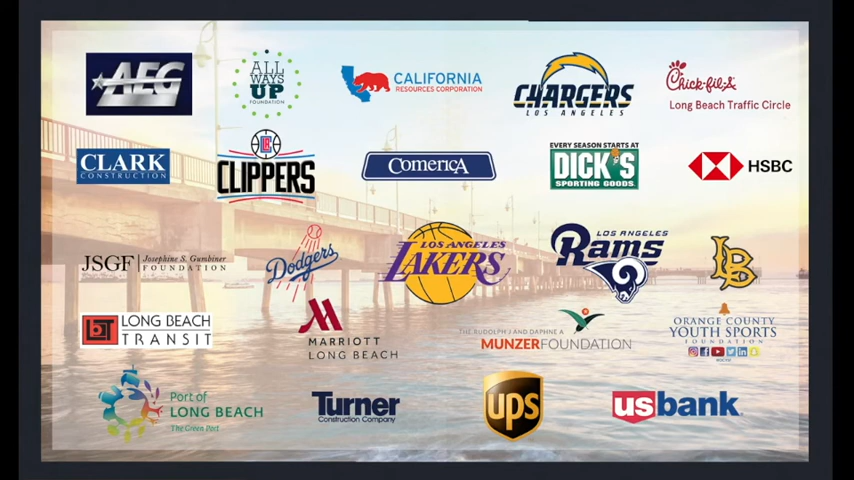 AEG
ALL
WAYS
UP
FOUNDATION
CALIFORNIA
RESOURCES CORPORATION
CHARGERS
LOS ANGELES
Chick-fil-A
Long Beach Traffic Circle
CLARK
CONSTRUCTION
LAC
CLIPPERS
Comerica
EVERY SEASON STARTS AT
DICK'S
SPORTING GOODS
HSBC
JSGF
Josephine S. Gumbiner
FOUNDATION
LA
Dodgers
LOS ANGELES
LAKERS
LOS ANGELES
RAMS
LB
LONG BEACH
TRANSIT
MARRIOTT
LONG BEACH
THE RUDOLPH J AND DAPHNE A
MUNZERFOUNDATION
ORANGE COUNTY
YOUTH SPORTS
FOUNDATION
Port of
LONG BEACH
The Green Port
Turner
Construction Company
ups
usbank